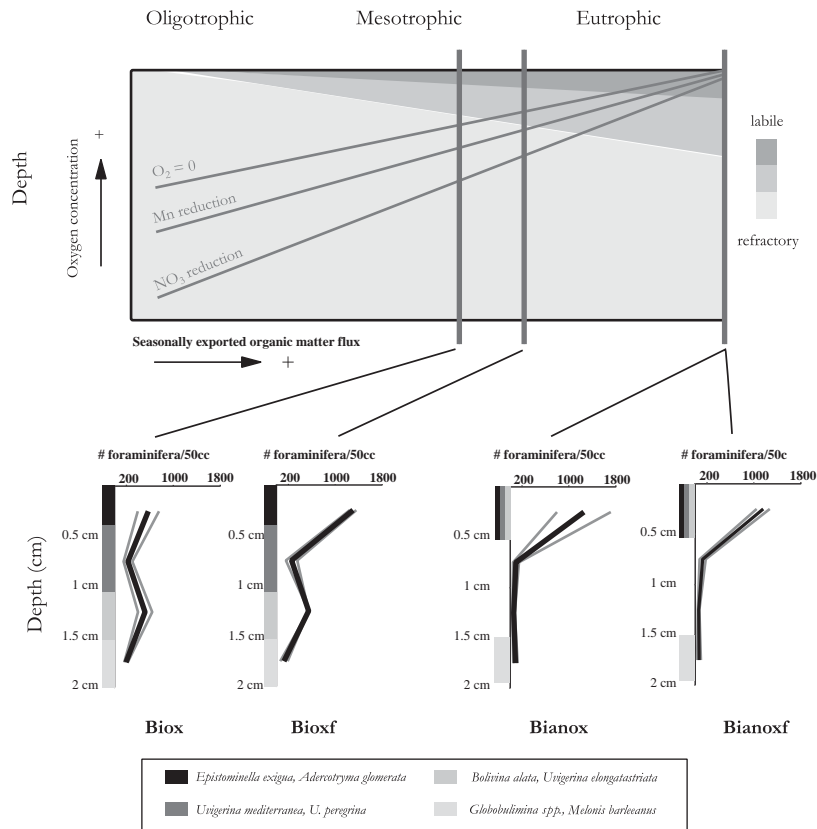 Oligotrophic Mesotrophic Eutrophic
Depth
Oxygen concentration
+
O2 = 0
Mn reduction
NO3 reduction
labile
refractory
Seasonally exported organic matter flux
+
# foraminifera/50cc # foraminifera/50cc # foraminifera/50cc # foraminifera/50c
200 1000 1800 200 1000 1800 200 1000 1800 200 1000 1800
Depth (cm)
0.5 cm 0.5 cm 0.5 cm 0.5 cm
1 cm 1 cm 1 cm 1 cm
1.5 cm 1.5 cm 1.5 cm 1.5 cm
2 cm 2 cm 2 cm 2 cm
Biox Bioxf Bianox Bianoxf
Epistominella exigua, Adercotryma glomerata Bolivina alata, Uvigerina elongatastriata
Uvigerina mediterranea, U. peregrina Globobulimina spp., Melonis barleeanus